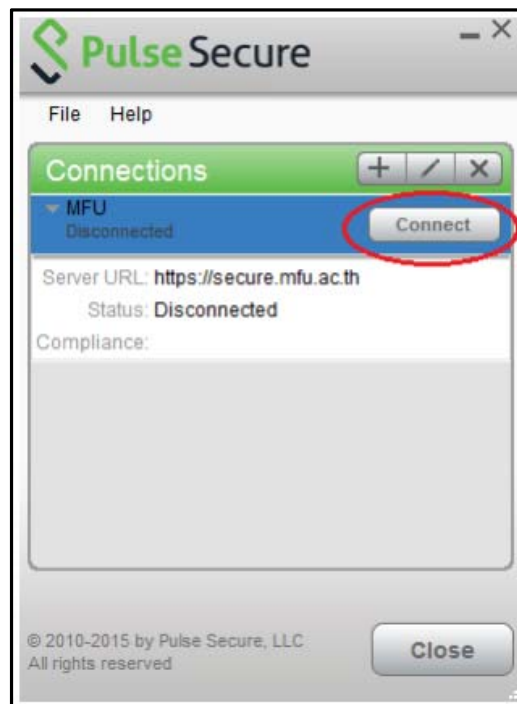 Pulse Secure
File Help
Connections
MFU
Disconnected
Connect
Server URL: https://secure.mfu.ac.th
Status: Disconnected
Compliance:
© 2010-2015 by Pulse Secure, LLC
All rights reserved
Close